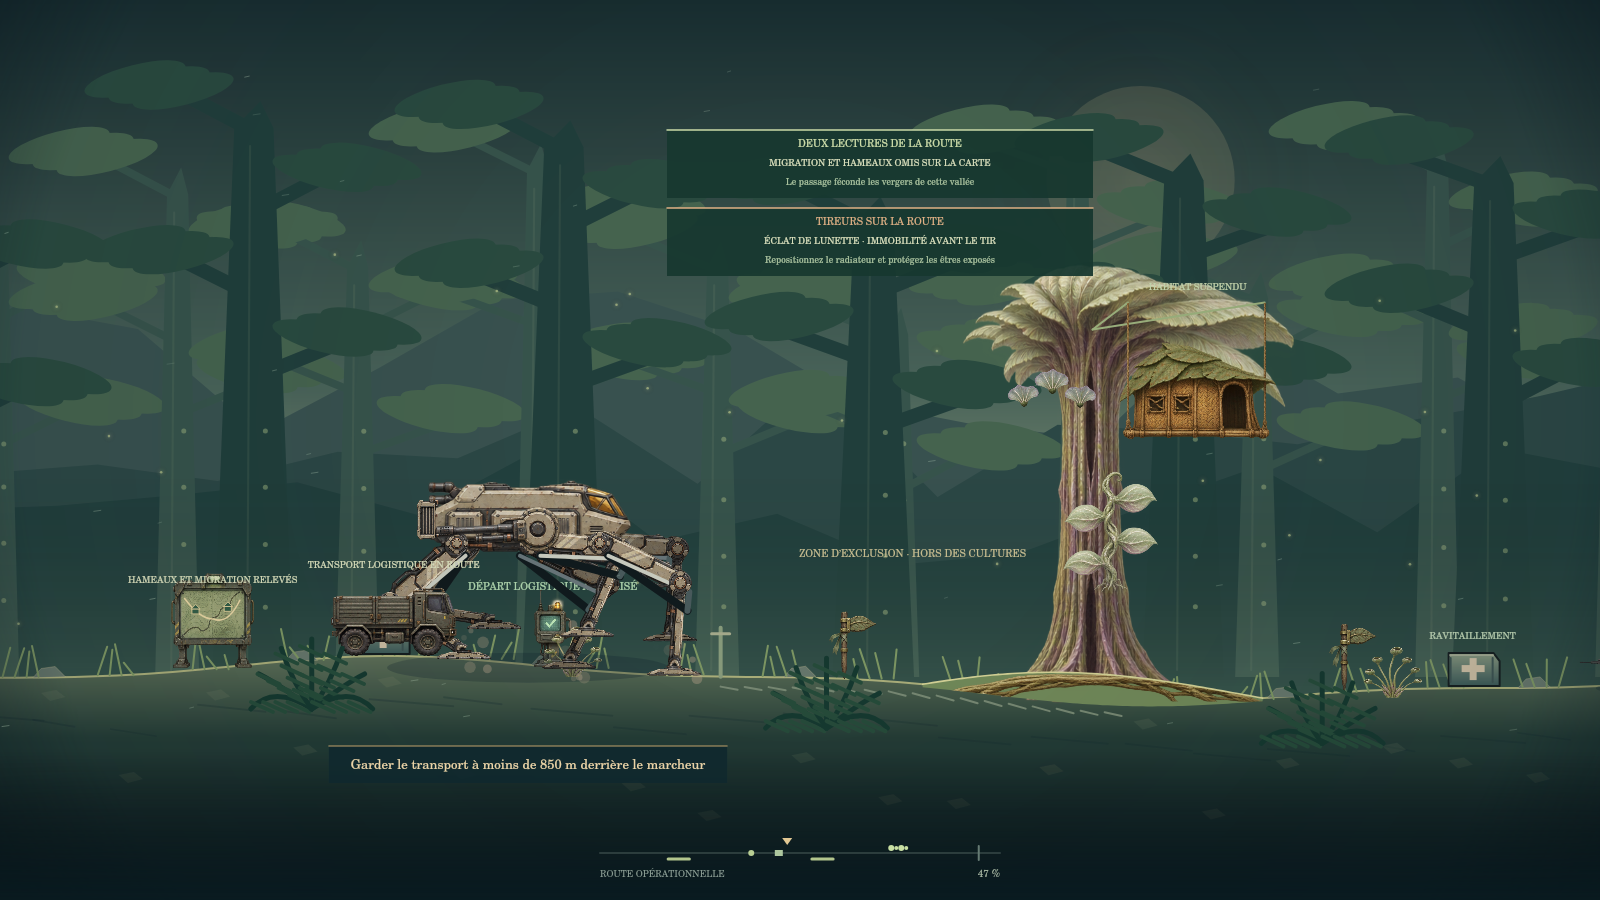 DEUX LECTURES DE LA ROUTE
MIGRATION ET HAMEAUX OMIS SUR LA CARTE
Le passage féconde les vergers de cette vallée
TIREURS SUR LA ROUTE
ÉCLAT DE LUNETTE · IMMOBILITÉ AVANT LE TIR
Repositionnez le radiateur et protégez les êtres exposés
HABITAT SUSPENDU
ZONE D'EXCLUSION · HORS DES CULTURES
TRANSPORT LOGISTIQUE EN ROUTE
HAMEAUX ET MIGRATION RELEVÉS
DÉPART LOGISTIQUE
RAVITAILLEMENT
Garder le transport à moins de 850 m derrière le marcheur
ROUTE OPÉRATIONNELLE
47 %